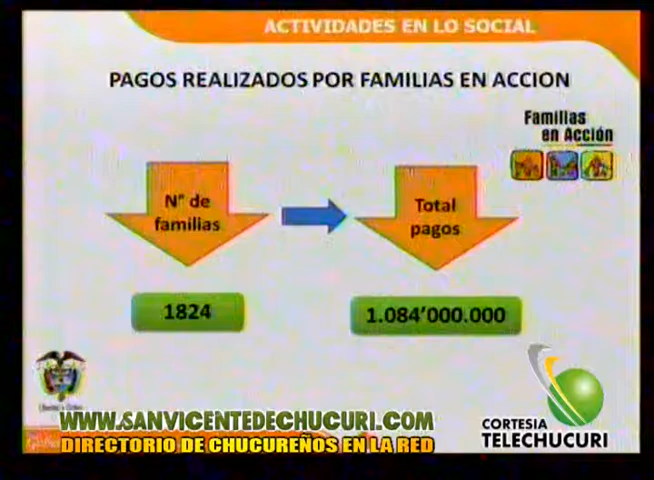 ACTIVIDADES EN LO SOCIAL
PAGOS REALIZADOS POR FAMILIAS EN ACCION
Familias
en Acción
N° de
familias
Total
pagos
1824
1.084'000.000
WWW.SANVICENTEDECHUCURI.COM
DIRECTORIO DE CHUCUREÑOS EN LA RED
CORTESIA
TELECHUCURI